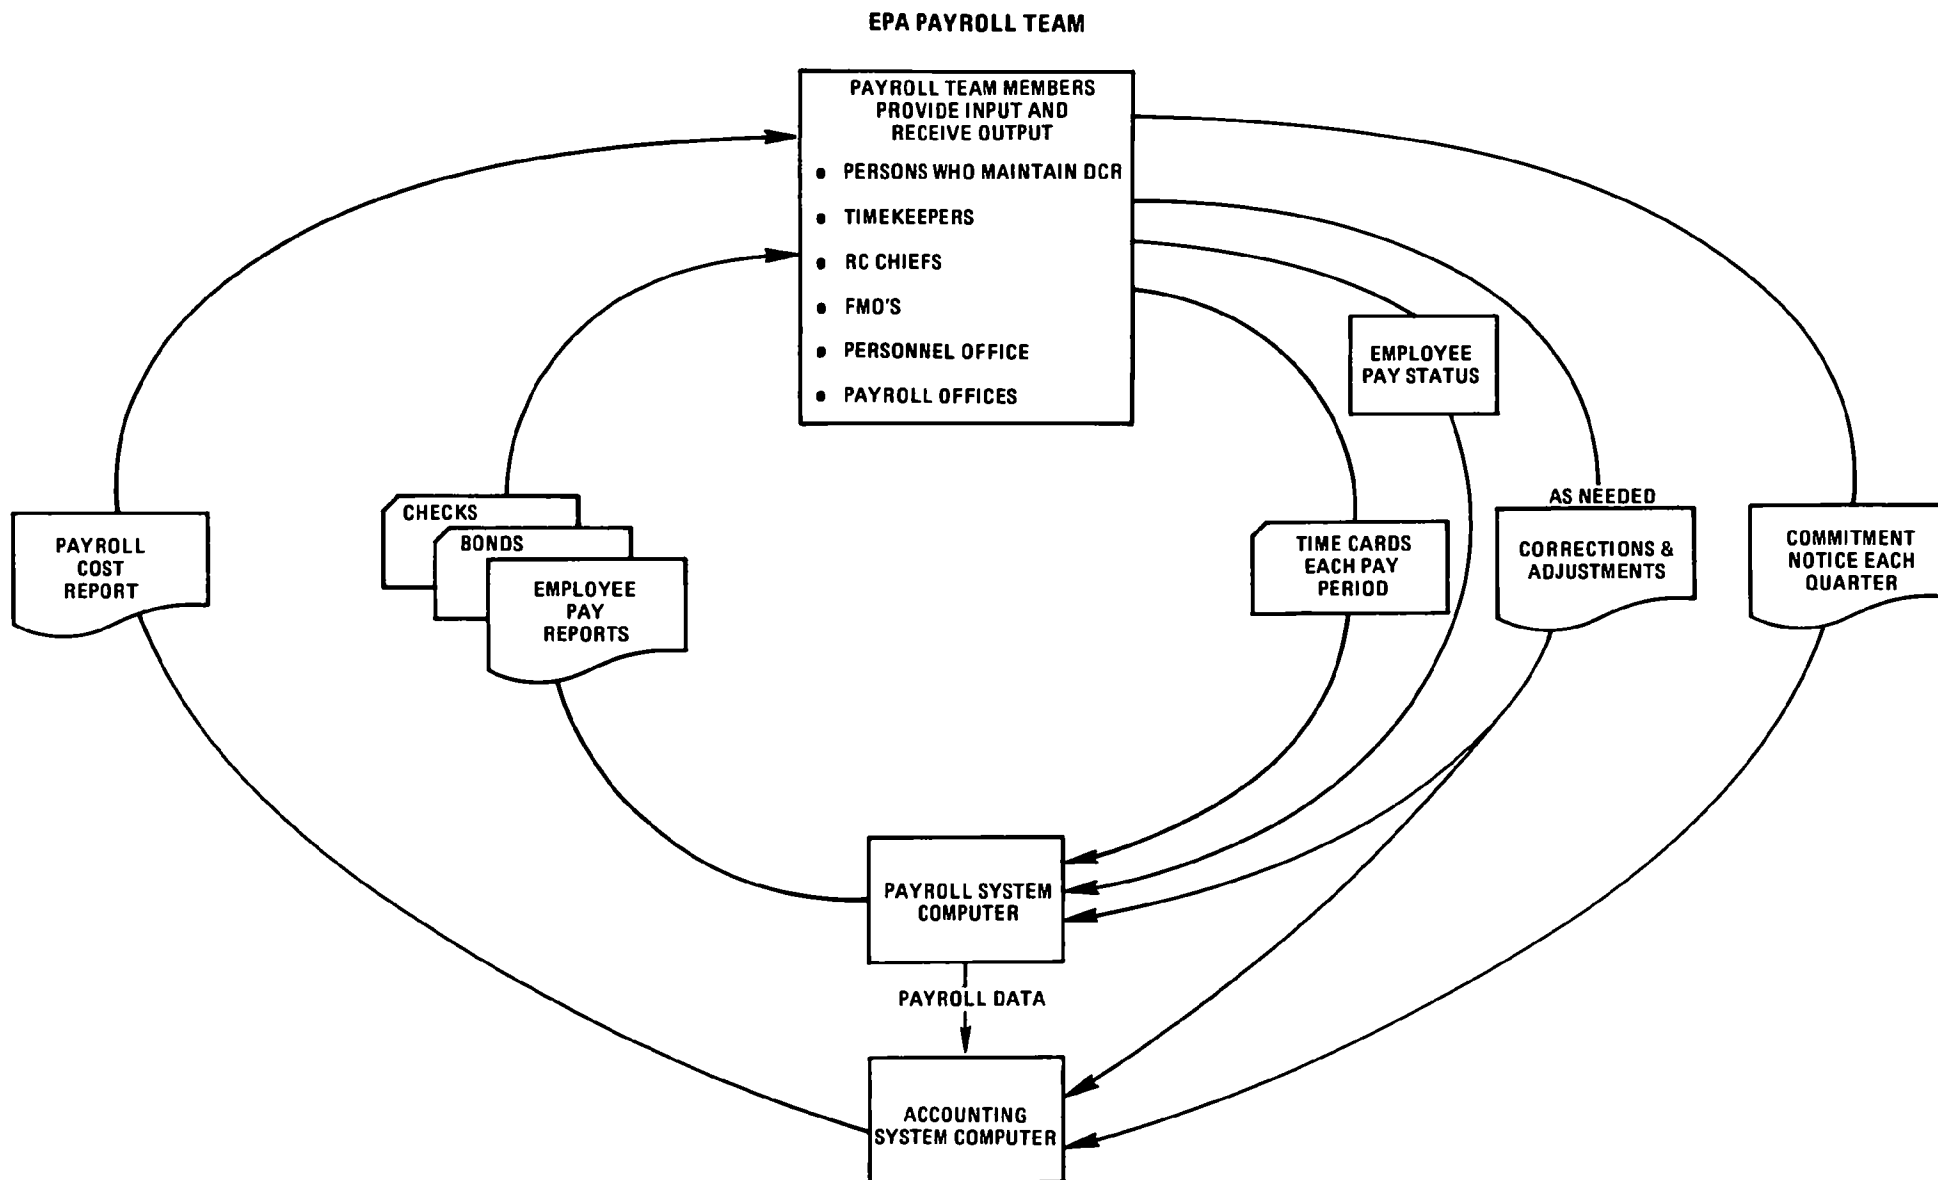 EPA PAYROLL TEAM
PAYROLL TEAM MEMBERS
PROVIDE INPUT AND
RECEIVE OUTPUT
• PERSONS WHO MAINTAIN DCR
• TIMEKEEPERS
• RC CHIEFS
• FMO'S
• PERSONNEL OFFICE
• PAYROLL OFFICES
EMPLOYEE
PAY STATUS
PAYROLL
COST
REPORT
CHECKS
BONDS
EMPLOYEE
PAY
REPORTS
TIME CARDS
EACH PAY
PERIOD
AS NEEDED
CORRECTIONS &
ADJUSTMENTS
COMMITMENT
NOTICE EACH
QUARTER
PAYROLL SYSTEM
COMPUTER
PAYROLL DATA
ACCOUNTING
SYSTEM COMPUTER